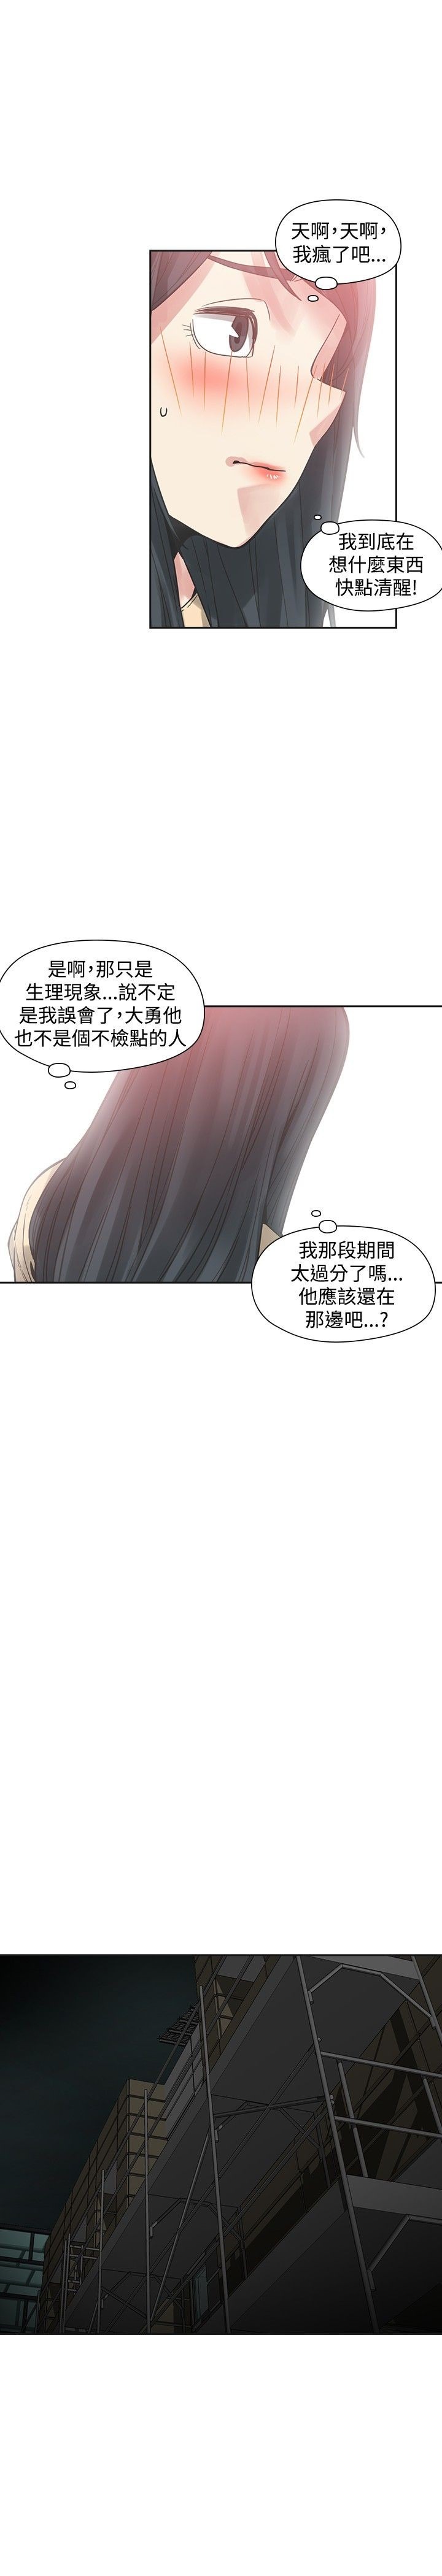 天啊,天啊,
我瘋了吧...
我到底在
想什麼東西
快點清醒!
是啊,那只是
生理現象...說不定
是我誤會了,大勇他
也不是個不檢點的人
我那段期間
太過分了嗎...
他應該還在
那邊吧...?